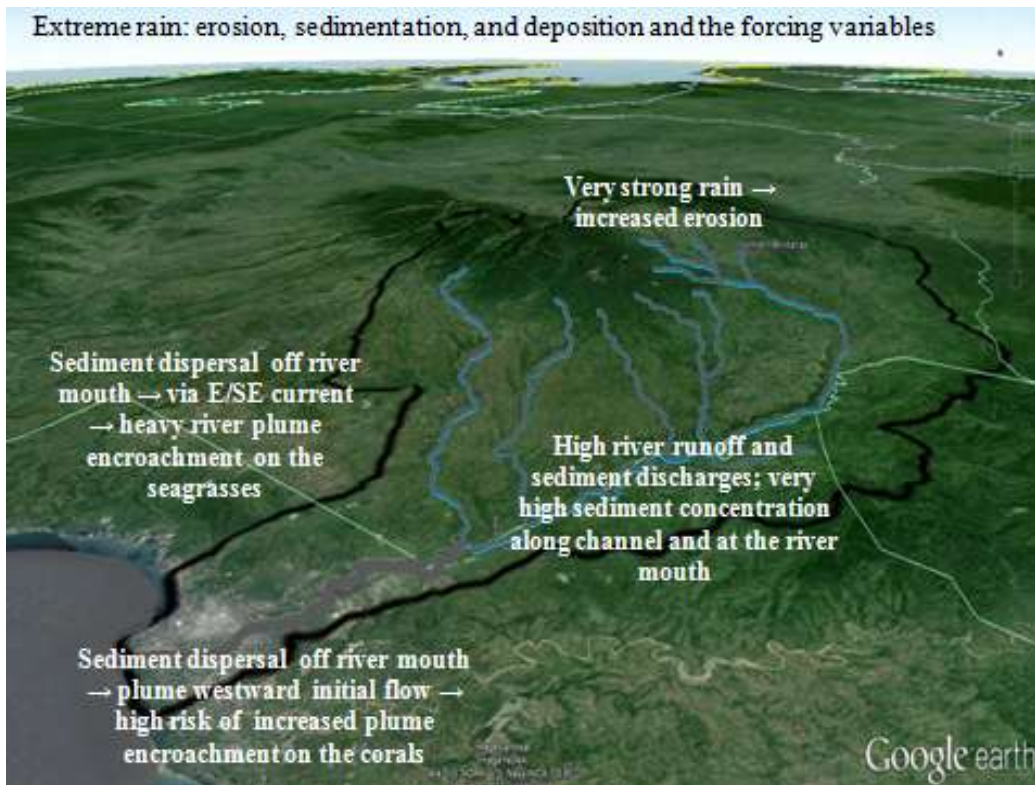 Extreme rain: erosion, sedimentation, and deposition and the forcing variables
Very strong rain →
increased erosion
Sediment dispersal off river
mouth → via E/SE current
→ heavy river plume
encroachment on the
seagrasses
High river runoff and
sediment discharges; very
high sediment concentration
along channel and at the river
mouth
Sediment dispersal off river mouth
→ plume westward initial flow →
high risk of increased plume
encroachment on the corals
Google earth